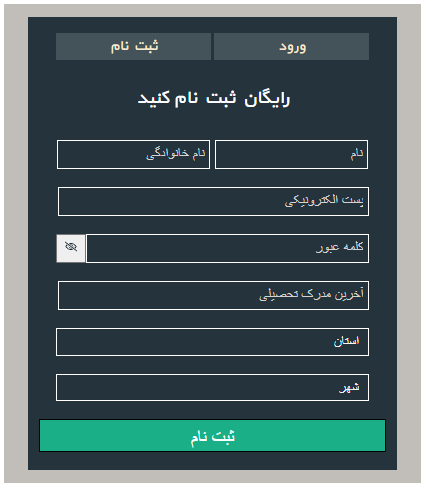 ورود ثبت نام
رایگان ثبت نام کنید
نام نام خانوادگی
پست الکترونیکی
کلمه عبور
آخرین مدرک تحصیلی
استان
شهر
ثبت نام